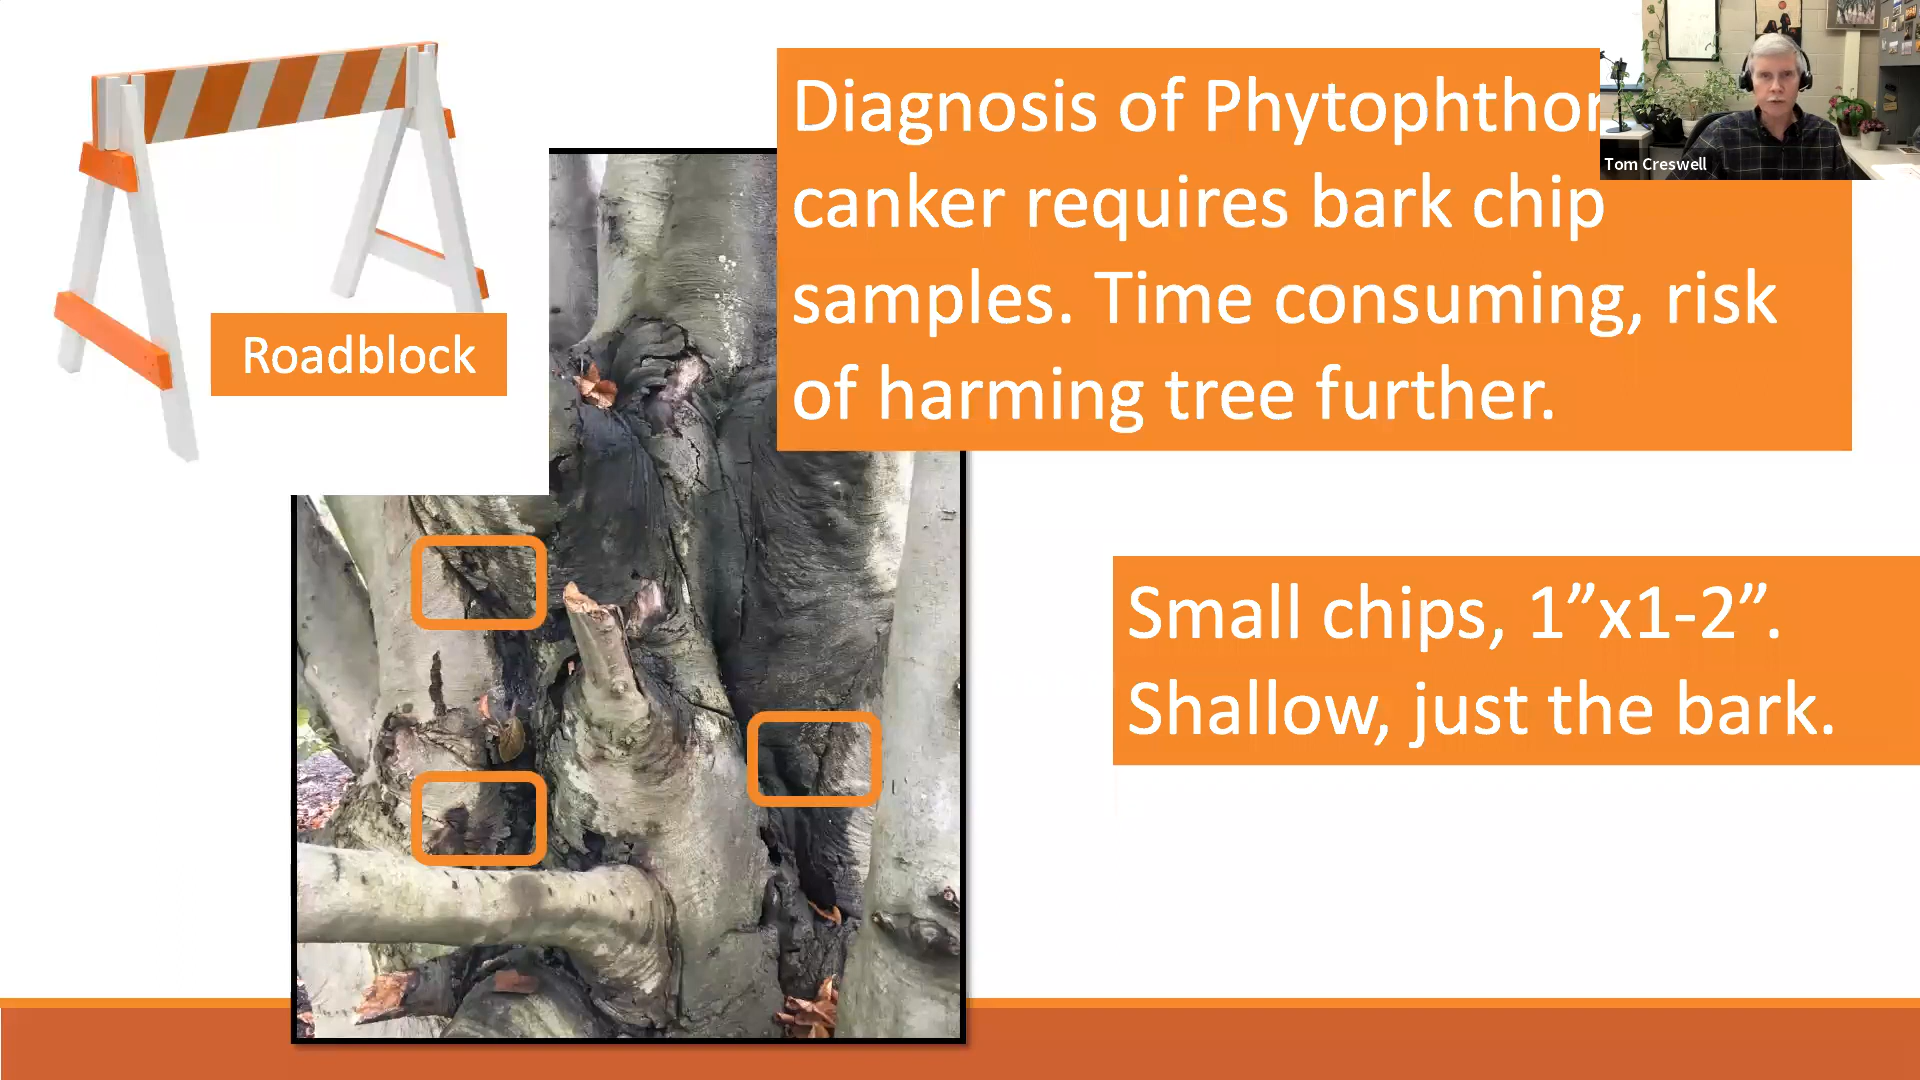 Diagnosis of Phytophthor
canker requires bark chip
samples. Time consuming, risk
of harming tree further.
Tom Creswell
Roadblock
Small chips, 1”x1-2”.
Shallow, just the bark.